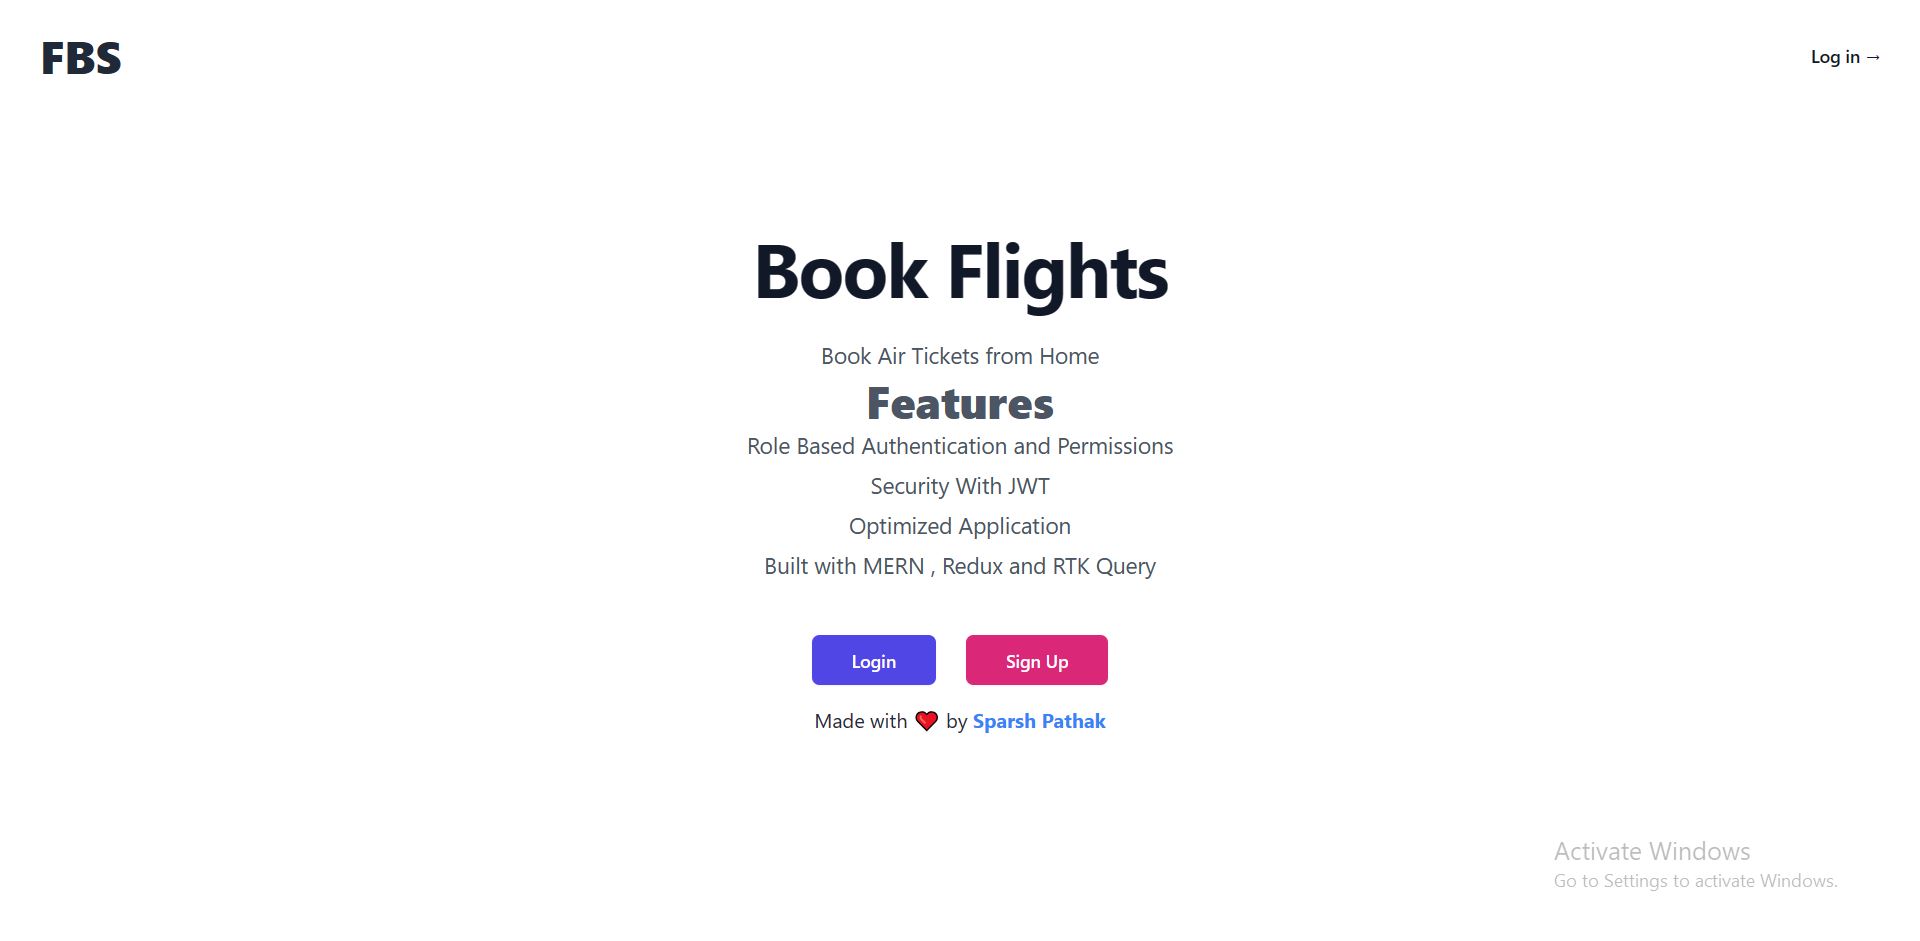 FBS
Log in →
Book Flights
Book Air Tickets from Home
Features
Role Based Authentication and Permissions
Security With JWT
Optimized Application
Built with MERN , Redux and RTK Query
Login
Sign Up
Made with ❤ by Sparsh Pathak
Activate Windows
Go to Settings to activate Windows.